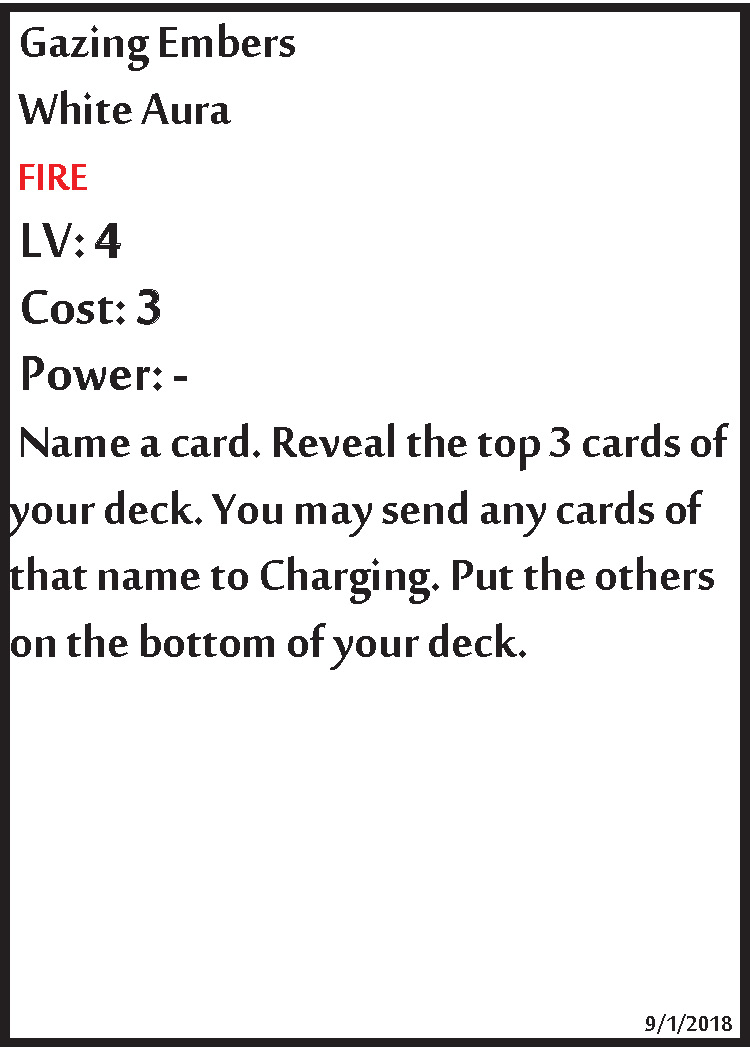 Gazing Embers
White Aura
FIRE
LV: 4
Cost: 3
Power: -
Name a card. Reveal the top 3 cards of
your deck. You may send any cards of
that name to Charging. Put the others
on the bottom of your deck.
9/1/2018